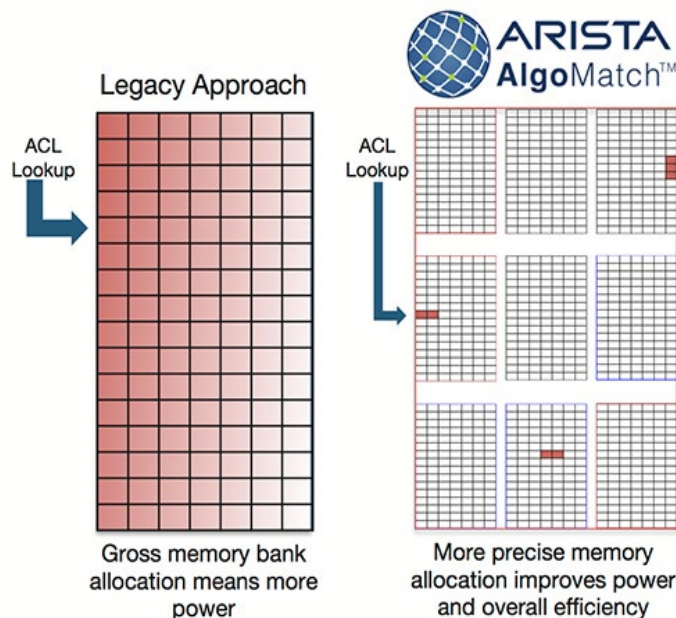 Legacy Approach
ACL
Lookup
Gross memory bank
allocation means more
power
ARISTA
AlgoMatch™
ACL
Lookup
More precise memory
allocation improves power
and overall efficiency